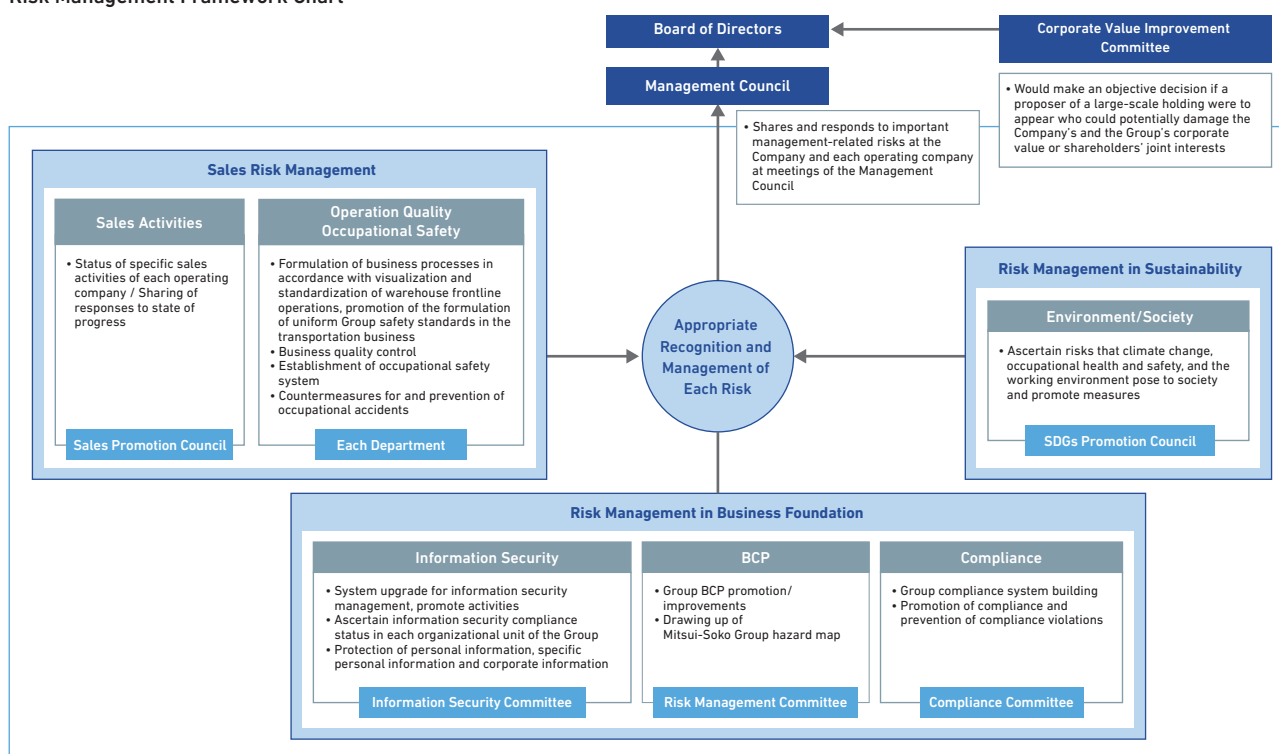 Risk Management Framework Chart
Board of Directors
Corporate Value Improvement
Committee
Management Council
• Would make an objective decision if a
proposer of a large-scale holding were to
appear who could potentially damage the
Company's and the Group's corporate
value or shareholders' joint interests
• Shares and responds to important
management-related risks at the
Company and each operating company
at meetings of the Management
Council
Sales Risk Management
Sales Activities
• Status of specific sales
activities of each operating
company / Sharing of
responses to state of
progress
Sales Promotion Council
Operation Quality
Occupational Safety
• Formulation of business processes in
accordance with visualization and
standardization of warehouse frontline
operations, promotion of the formulation
of uniform Group safety standards in the
transportation business
• Business quality control
• Establishment of occupational safety
system
• Countermeasures for and prevention of
occupational accidents
Each Department
Appropriate
Recognition and
Management of
Each Risk
Risk Management in Sustainability
Environment/Society
• Ascertain risks that climate change,
occupational health and safety, and the
working environment pose to society
and promote measures
SDGs Promotion Council
Risk Management in Business Foundation
Information Security
• System upgrade for information security
management, promote activities
• Ascertain information security compliance
status in each organizational unit of the Group
• Protection of personal information, specific
personal information and corporate information
Information Security Committee
BCP
• Group BCP promotion/
improvements
• Drawing up of
Mitsui-Soko Group hazard map
Risk Management Committee
Compliance
• Group compliance system building
• Promotion of compliance and
prevention of compliance violations
Compliance Committee